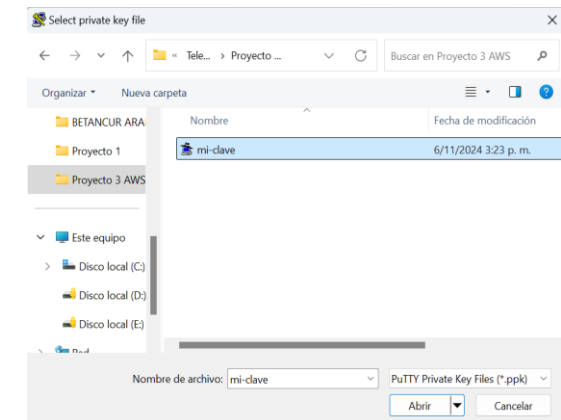 Select private key file
« Tele... > Proyecto ...
Buscar en Proyecto 3 AWS
Organizar
Nueva carpeta
BETANCUR ARA
Proyecto 1
Proyecto 3 AWS
Este equipo
Disco local (C:)
Disco local (D:)
Disco local (E:)
Red
Nombre
Fecha de modificación
mi-clave
6/11/2024 3:23 p. m.
Nombre de archivo: mi-clave
PuTTY Private Key Files (*.ppk)
Abrir
Cancelar